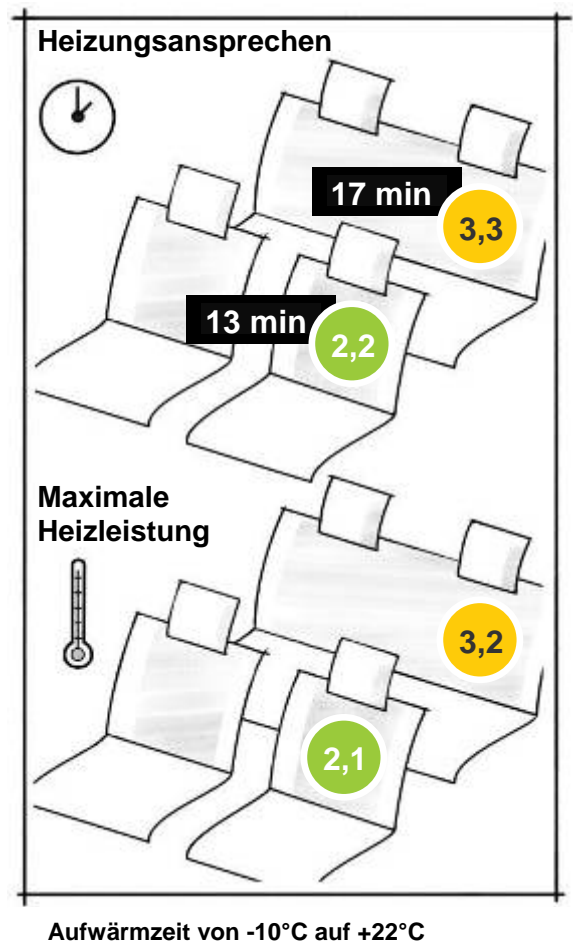 Heizungsansprechen
17 min
3,3
13 min
2,2
Maximale
Heizleistung
3,2
2,1
Aufwärmzeit von -10°C auf +22°C